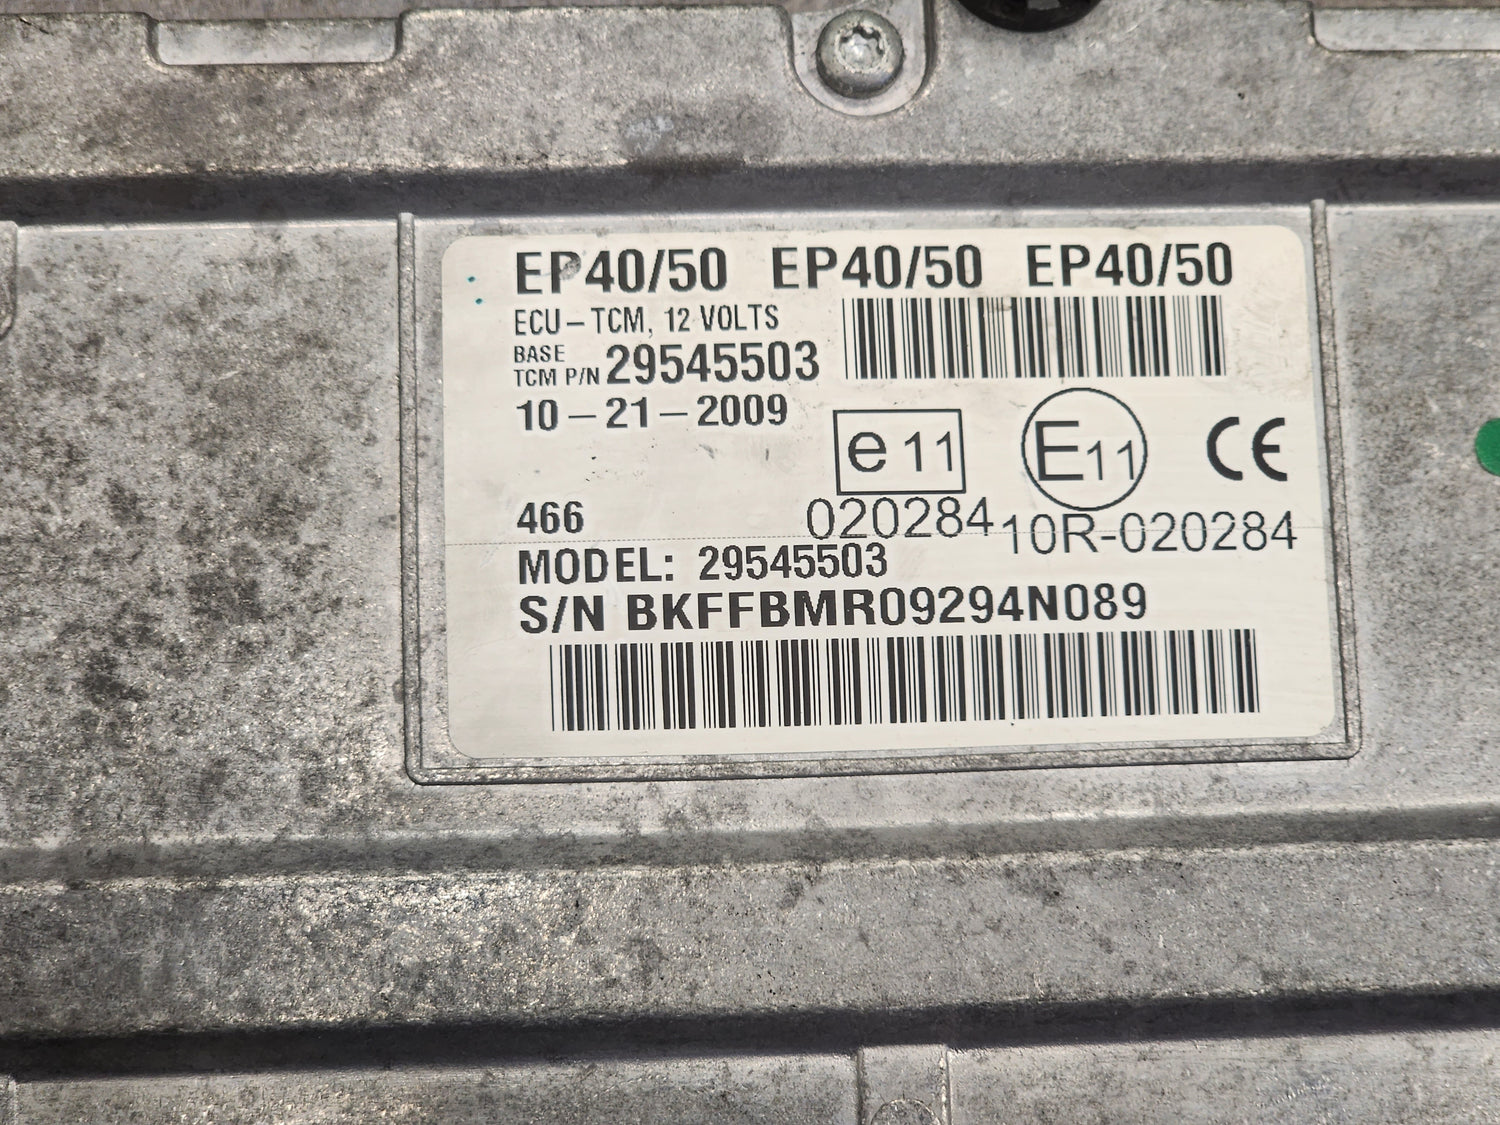 EP40/50 EP40/50 EP40/50
ECU-TCM, 12 VOLTS
BASE
TCM P/N 29545503
10-21-2009
e 11
E11
CE
466
020284
10R-020284
MODEL: 29545503
S/N BKFFBMR09294N089